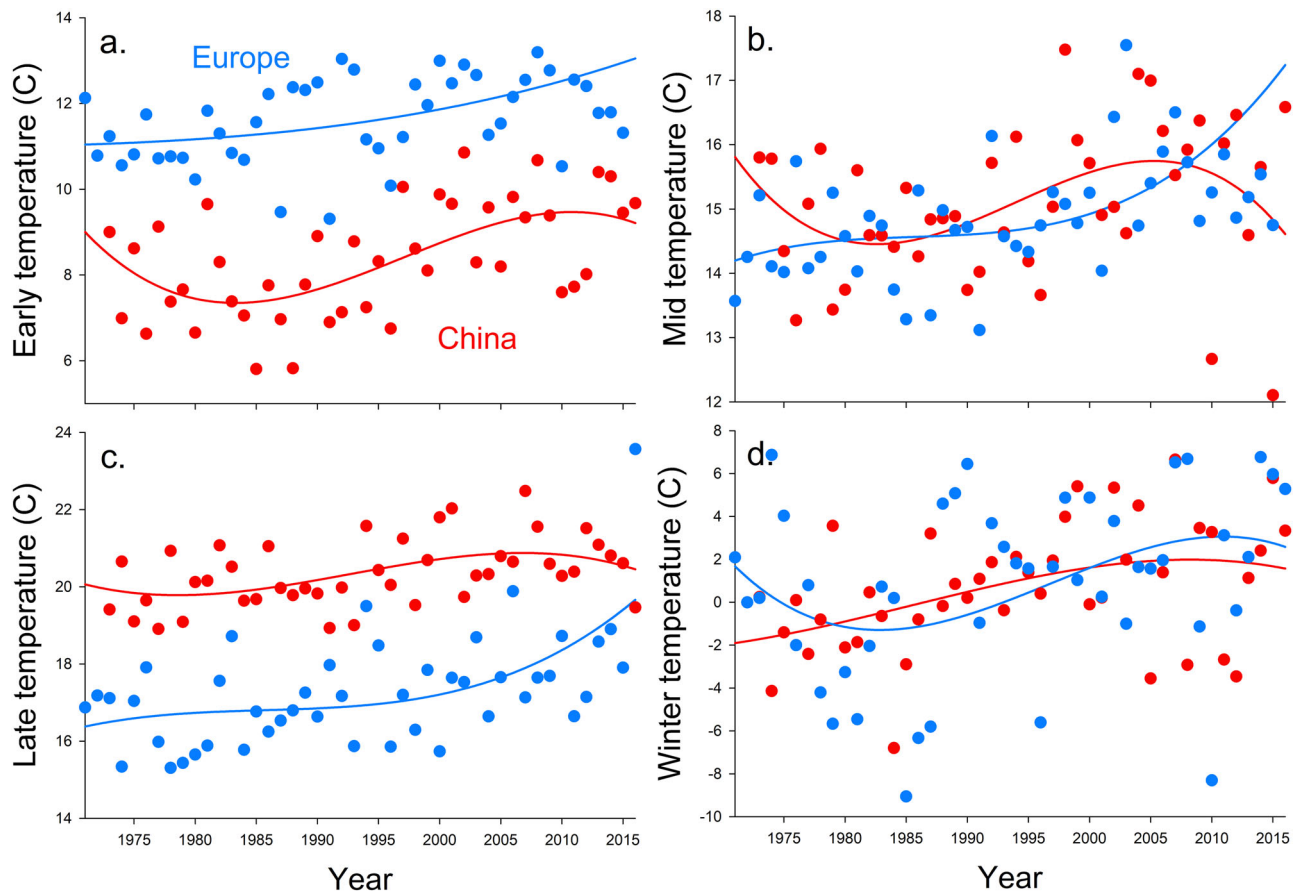 a.
Europe
China
Early temperature (C)
14
12
10
8
6
b.
Mid temperature (C)
18
17
16
15
14
13
12
c.
Late temperature (C)
24
22
20
18
16
14
1975 1980 1985 1990 1995 2000 2005 2010 2015
Year
d.
Winter temperature (C)
8
6
4
2
0
-2
-4
-6
-8
-10
1975 1980 1985 1990 1995 2000 2005 2010 2015
Year